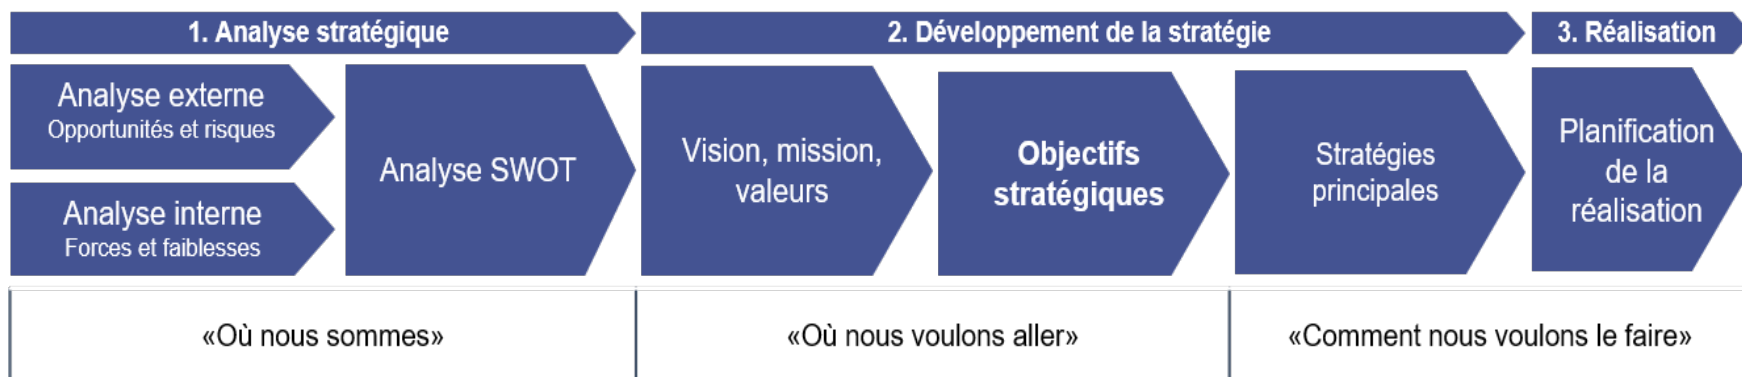 1. Analyse stratégique
2. Développement de la stratégie
3. Réalisation
Analyse externe
Opportunités et risques
Analyse interne
Forces et faiblesses
Analyse SWOT
Vision, mission,
valeurs
Objectifs
stratégiques
Stratégies
principales
Planification
de la
réalisation
«Où nous sommes»
«Où nous voulons aller»
«Comment nous voulons le faire»